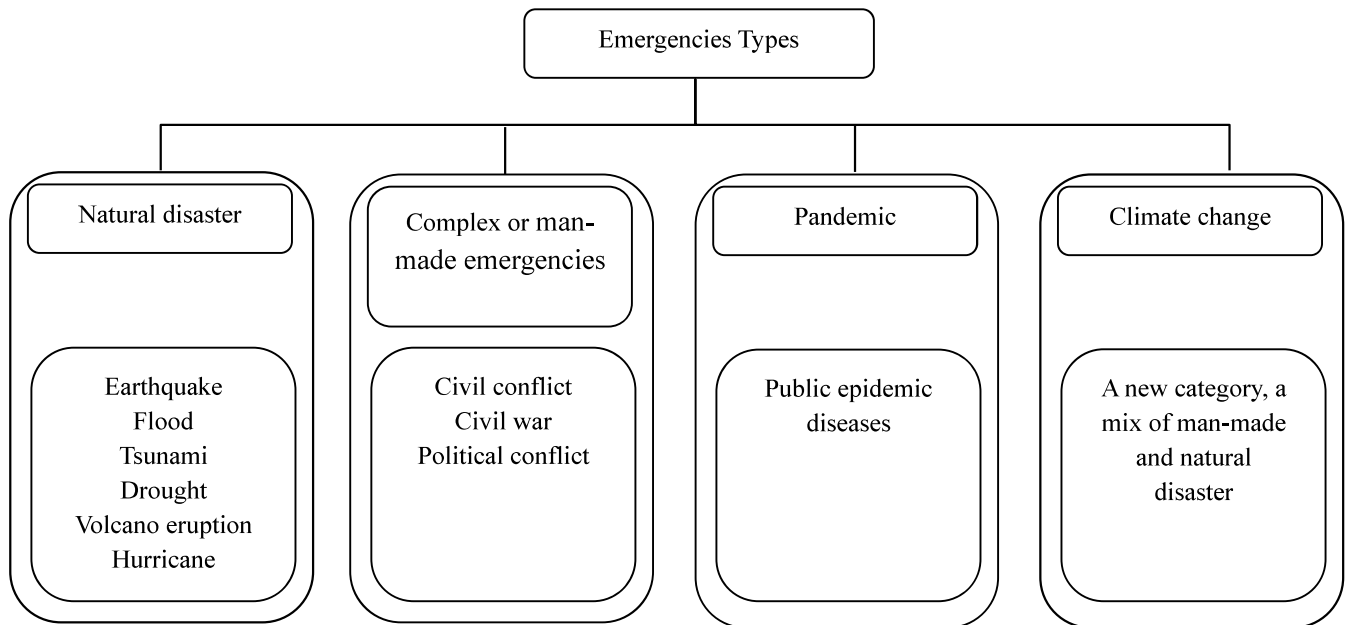 Emergencies Types
Natural disaster
Earthquake
Flood
Tsunami
Drought
Volcano eruption
Hurricane
Complex or man-
made emergencies
Civil conflict
Civil war
Political conflict
Pandemic
Public epidemic
diseases
Climate change
A new category, a
mix of man-made
and natural
disaster